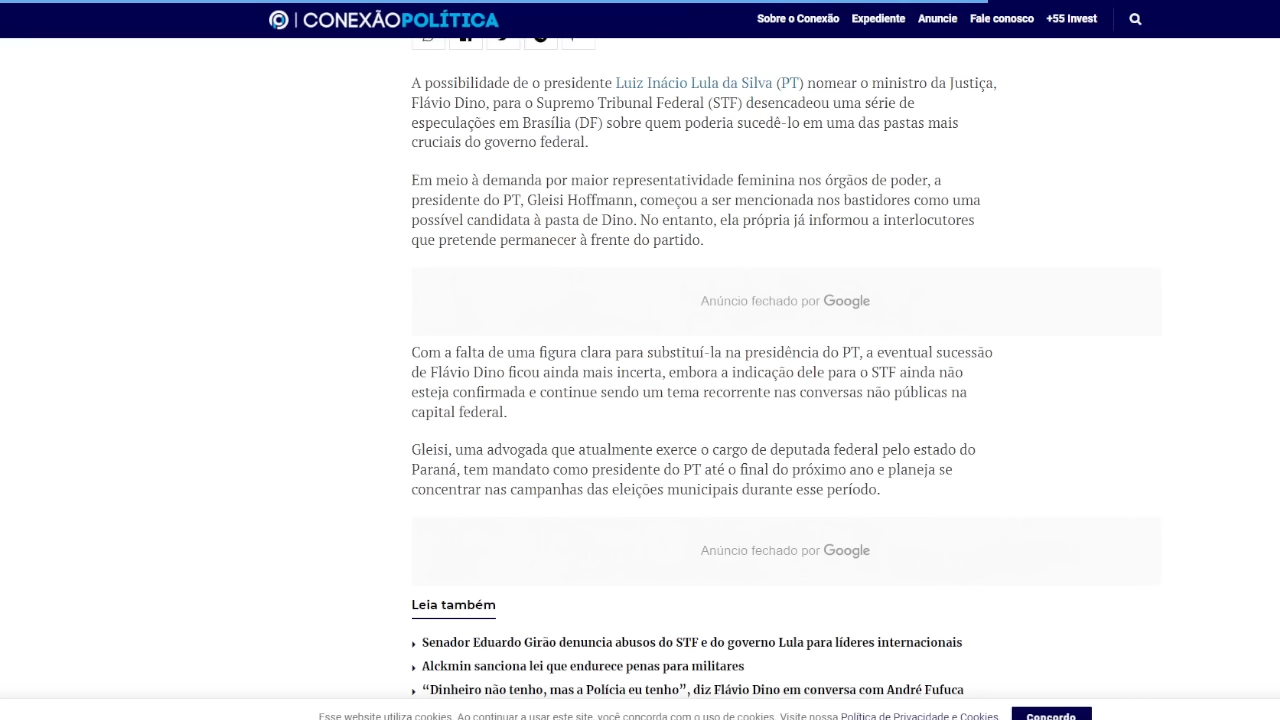 CONEXÃOPOLÍTICA
Sobre o Conexão Expediente Anuncie Fale conosco +55 Invest
A possibilidade de o presidente Luiz Inácio Lula da Silva (PT) nomear o ministro da Justiça,
Flávio Dino, para o Supremo Tribunal Federal (STF) desencadeou uma série de
especulações em Brasília (DF) sobre quem poderia sucedê-lo em uma das pastas mais
cruciais do governo federal.
Em meio à demanda por maior representatividade feminina nos órgãos de poder, a
presidente do PT, Gleisi Hoffmann, começou a ser mencionada nos bastidores como uma
possível candidata à pasta de Dino. No entanto, ela própria já informou a interlocutores
que pretende permanecer à frente do partido.
Anúncio fechado por Google
Com a falta de uma figura clara para substituí-la na presidência do PT, a eventual sucessão
de Flávio Dino ficou ainda mais incerta, embora a indicação dele para o STF ainda não
esteja confirmada e continue sendo um tema recorrente nas conversas não públicas na
capital federal.
Gleisi, uma advogada que atualmente exerce o cargo de deputada federal pelo estado do
Paraná, tem mandato como presidente do PT até o final do próximo ano e planeja se
concentrar nas campanhas das eleições municipais durante esse período.
Anúncio fechado por Google
Leia também
Senador Eduardo Girão denuncia abusos do STF e do governo Lula para líderes internacionais
Alckmin sanciona lei que endurece penas para militares
“Dinheiro não tenho, mas a Polícia eu tenho”, diz Flávio Dino em conversa com André Fufuca
Esse website utiliza cookies. Ao continuar a usar este site, você concorda com o uso de cookies. Visite nossa Política de Privacidade e Cookies. Concordo